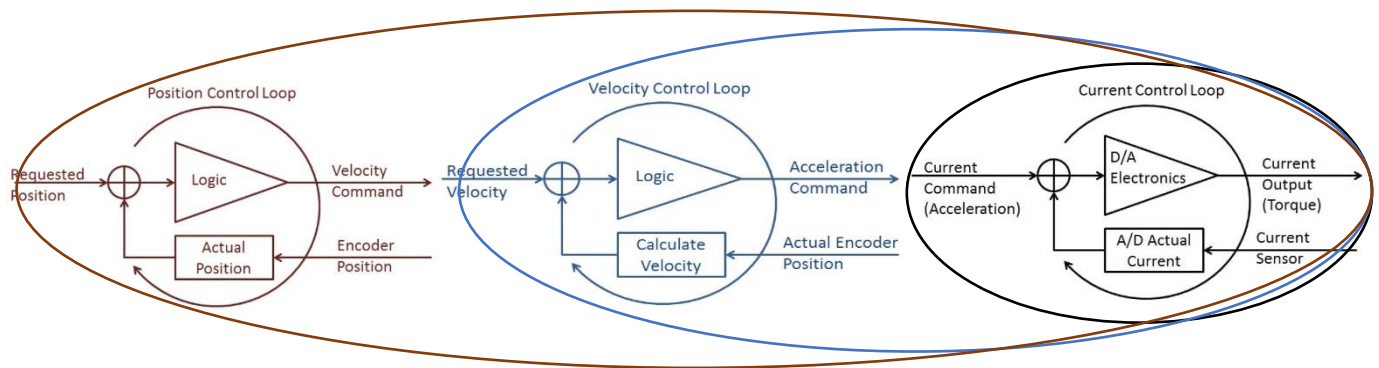 Position Control Loop
Requested
Position
Logic
Velocity
Command
Actual
Position
Encoder
Position
Velocity Control Loop
Requested
Velocity
Logic
Acceleration
Command
Calculate
Velocity
Actual Encoder
Position
Current Control Loop
Current
Command
(Acceleration)
D/A
Electronics
Current
Output
(Torque)
A/D Actual
Current
Current
Sensor